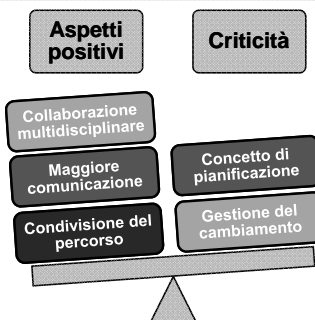 Aspetti
positivi
Criticità
Collaborazione
multidisciplinare
Maggiore
comunicazione
Condivisione del
percorso
Concetto di
pianificazione
Gestione del
cambiamento